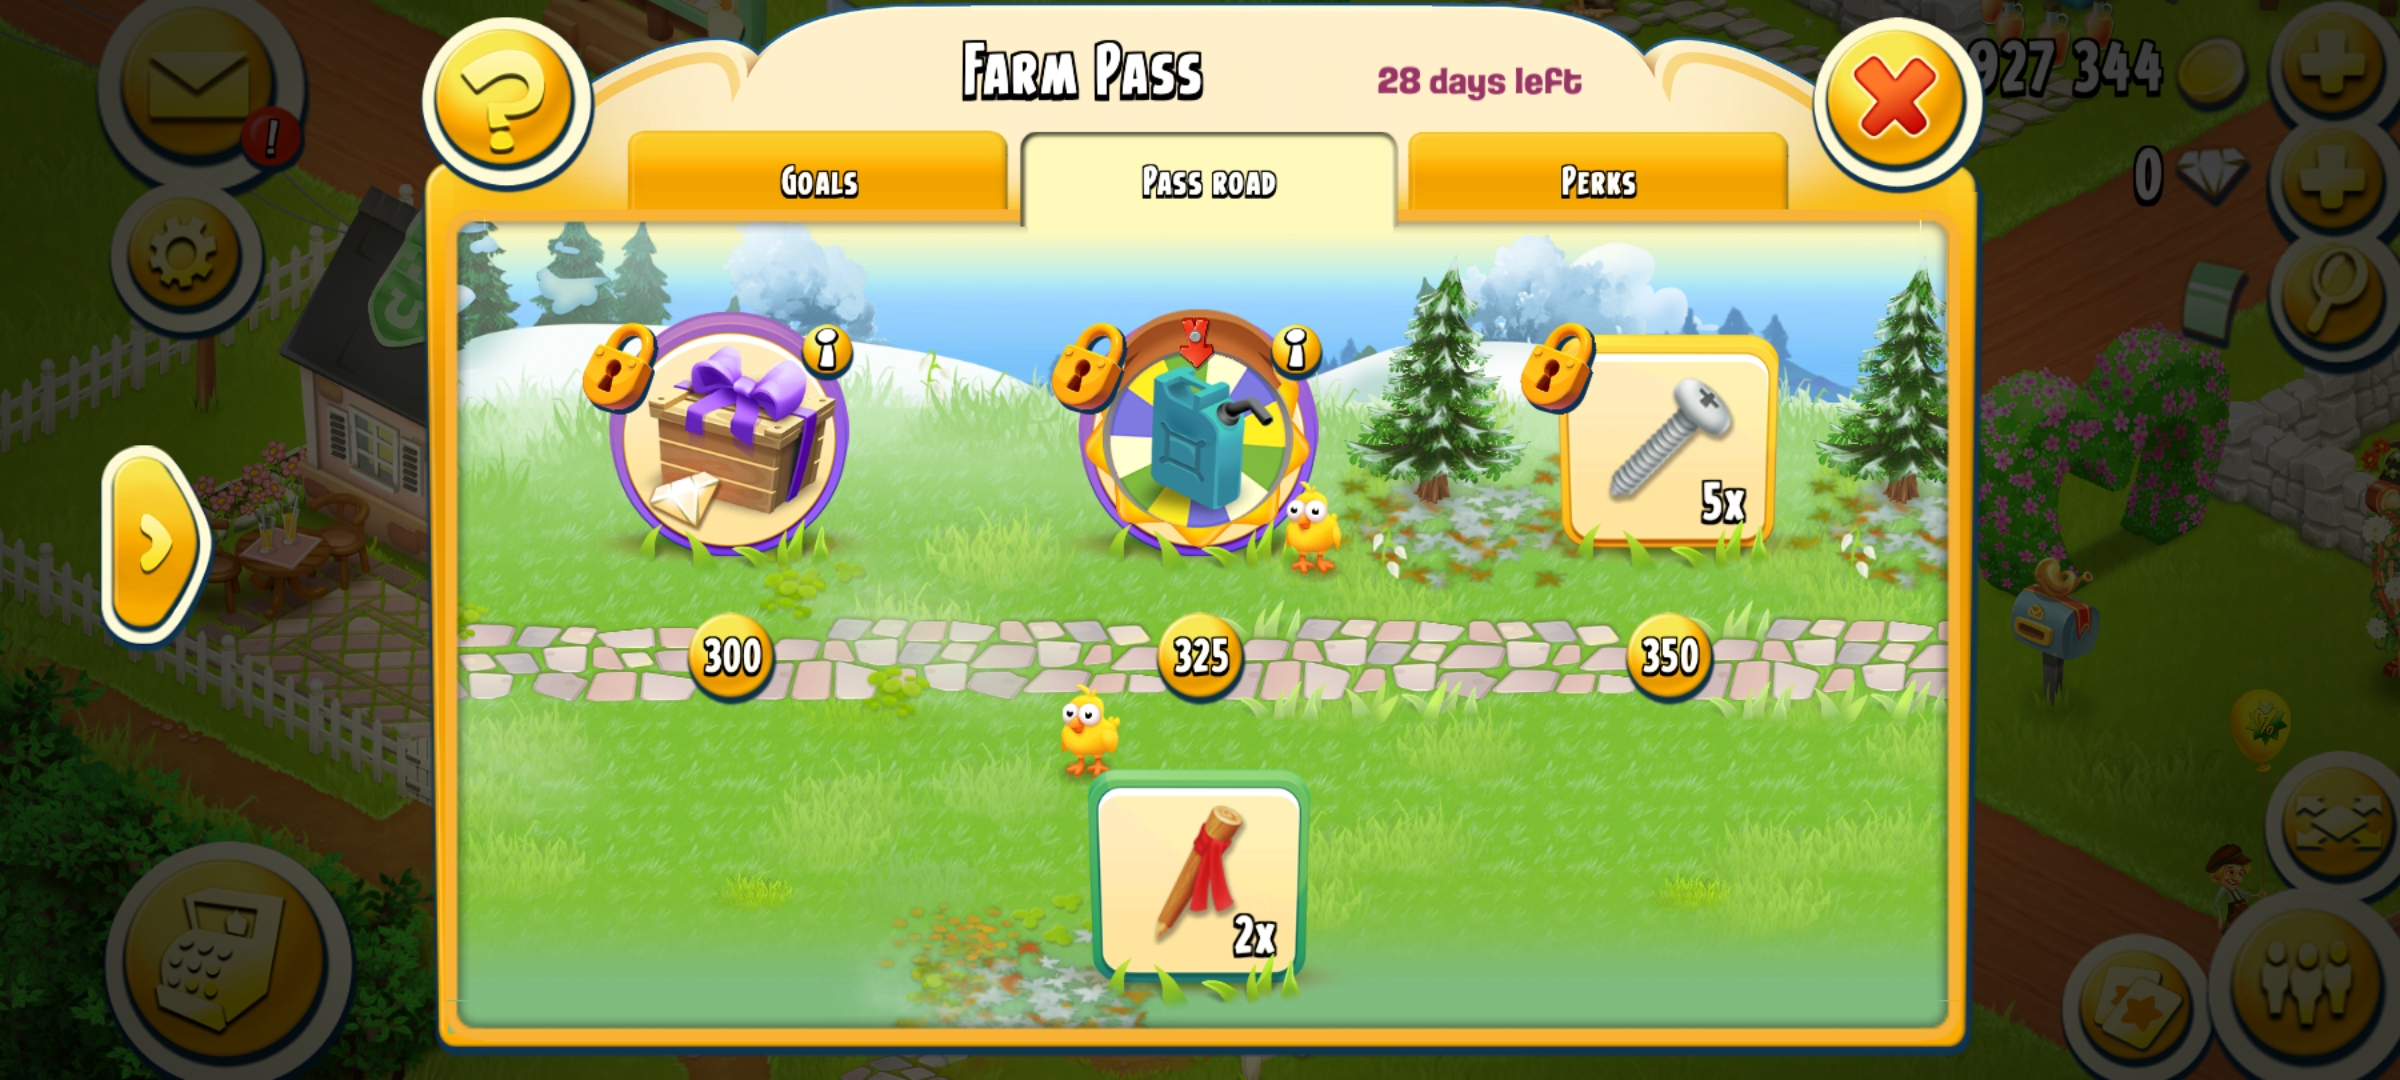 FARM PASS
28 days left
927 344
GOALS
PASS ROAD
PERKS
0
5x
300
325
350
2x